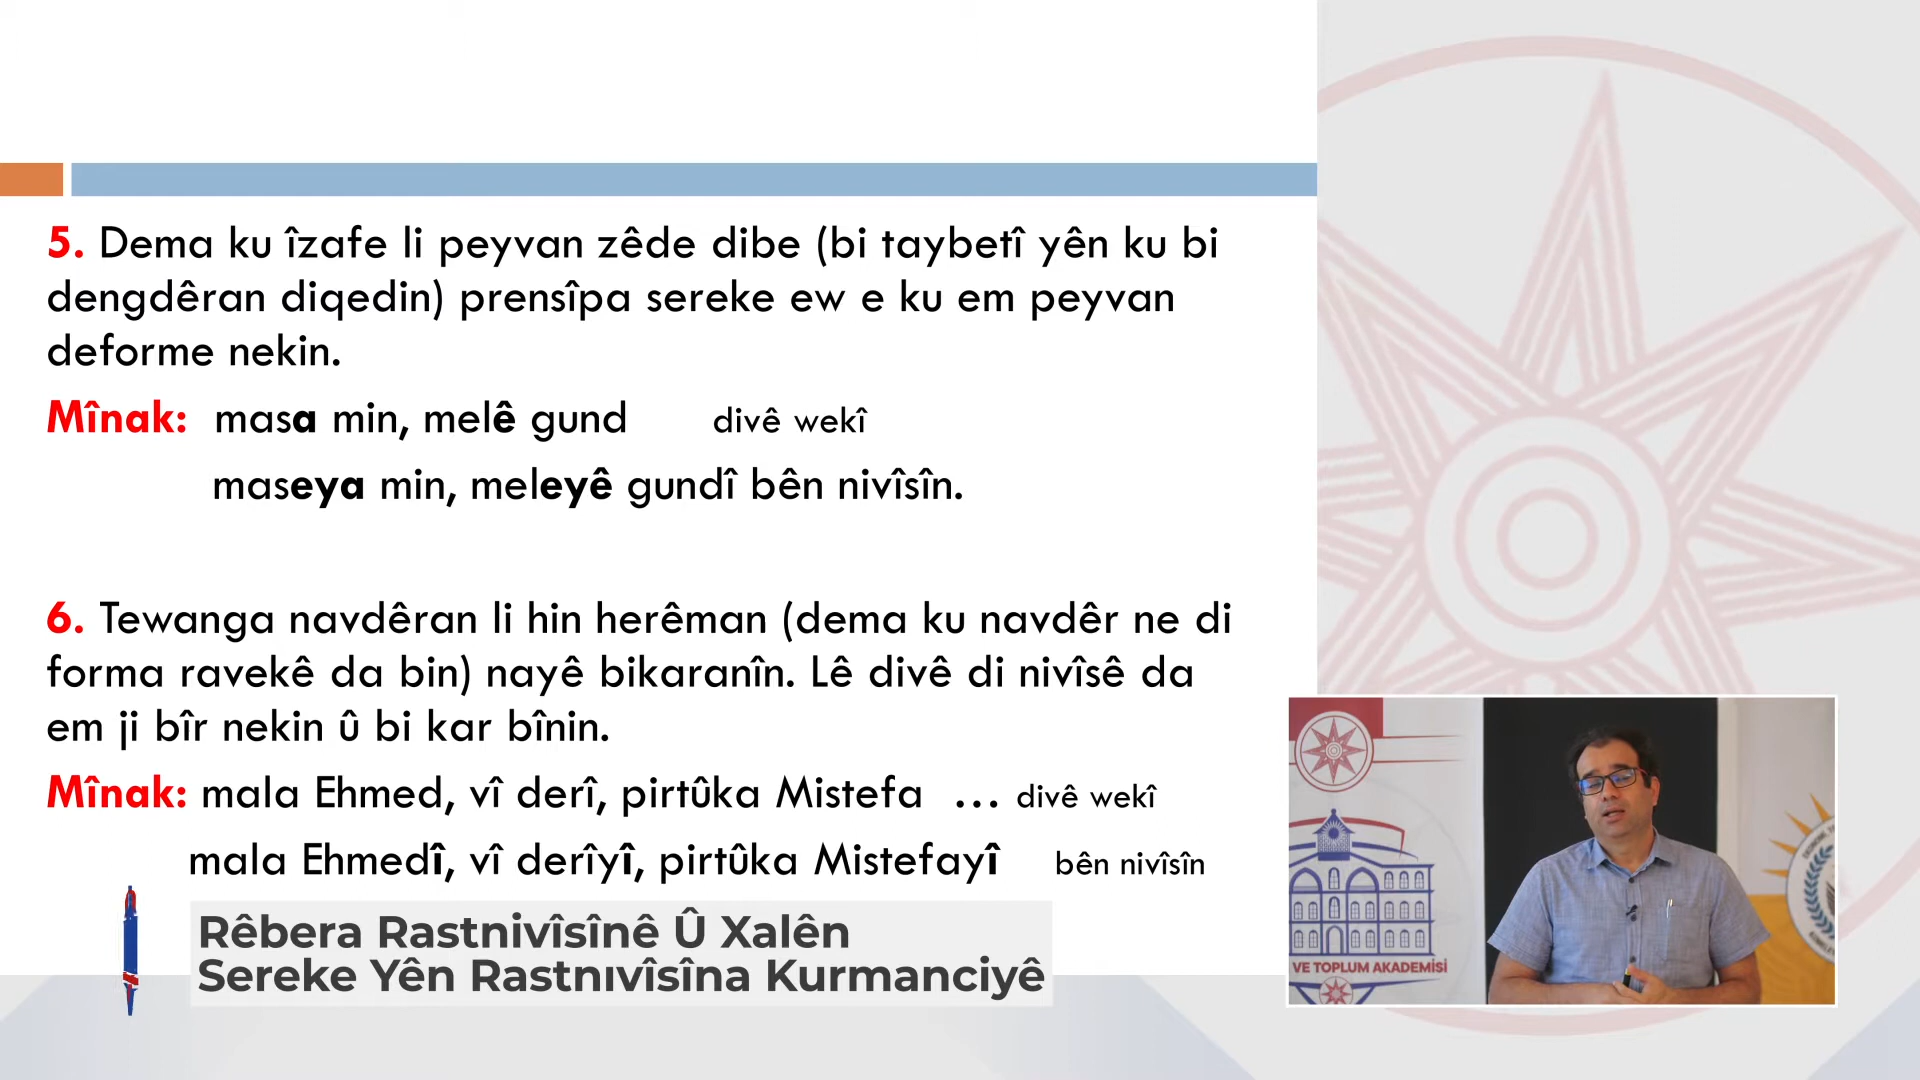 5. Dema ku îzafe li peyvan zêde dibe (bi taybetî yên ku bi
dengdêran diqedin) prensîpa sereke ew e ku em peyvan
deforme nekin.
Mînak: masa min, melê gund divê wekî
maseya min, meleyê gundî bên nivîsîn.
6. Tewanga navdêran li hin herêman (dema ku navdêr ne di
forma ravekê da bin) nayê bikaranîn. Lê divê di nivîsê da
em ji bîr nekin û bi kar bînin.
Mînak: mala Ehmed, vî derî, pirtûka Mistefa ... divê wekî
mala Ehmedî, vî derîyî, pirtûka Mistefayî bên nivîsîn
Rêbera Rastnivîsînê Û Xalên
Sereke Yên Rastnıvîsîna Kurmanciyê
VE TOPLUM AKADEMİSİ